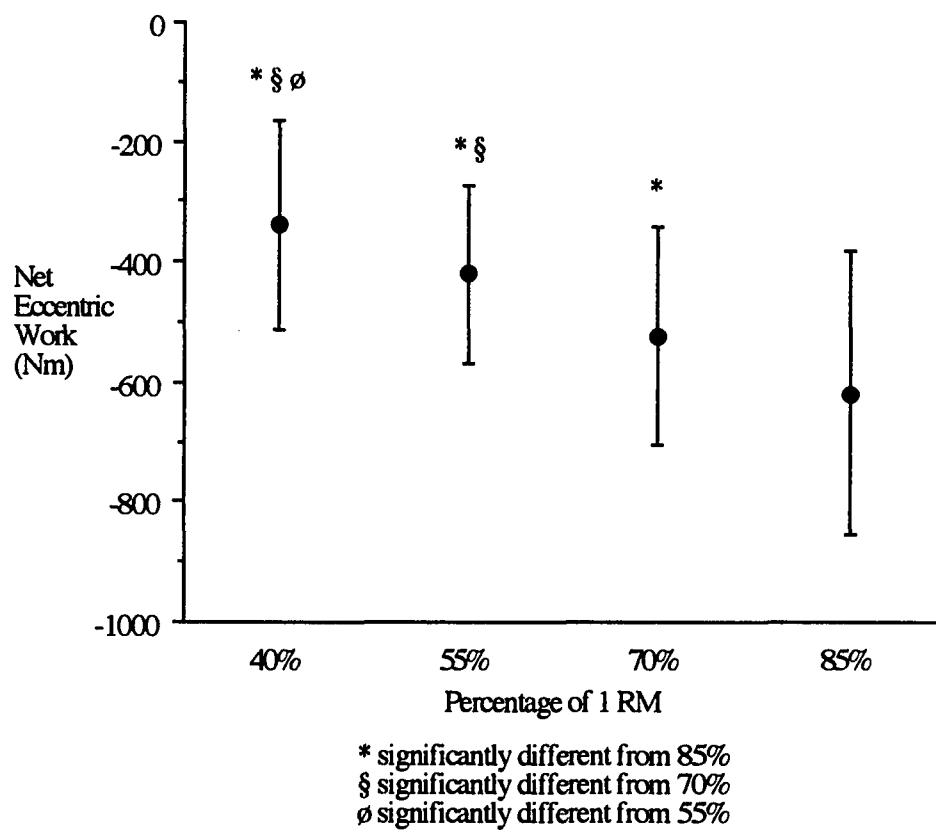 0
* § ø
* §
-200
*
-400
Net
Eccentric
Work
(Nm)
-600
-800
-1000
40% 55% 70% 85%
Percentage of 1 RM
* significantly different from 85%
§ significantly different from 70%
ø significantly different from 55%